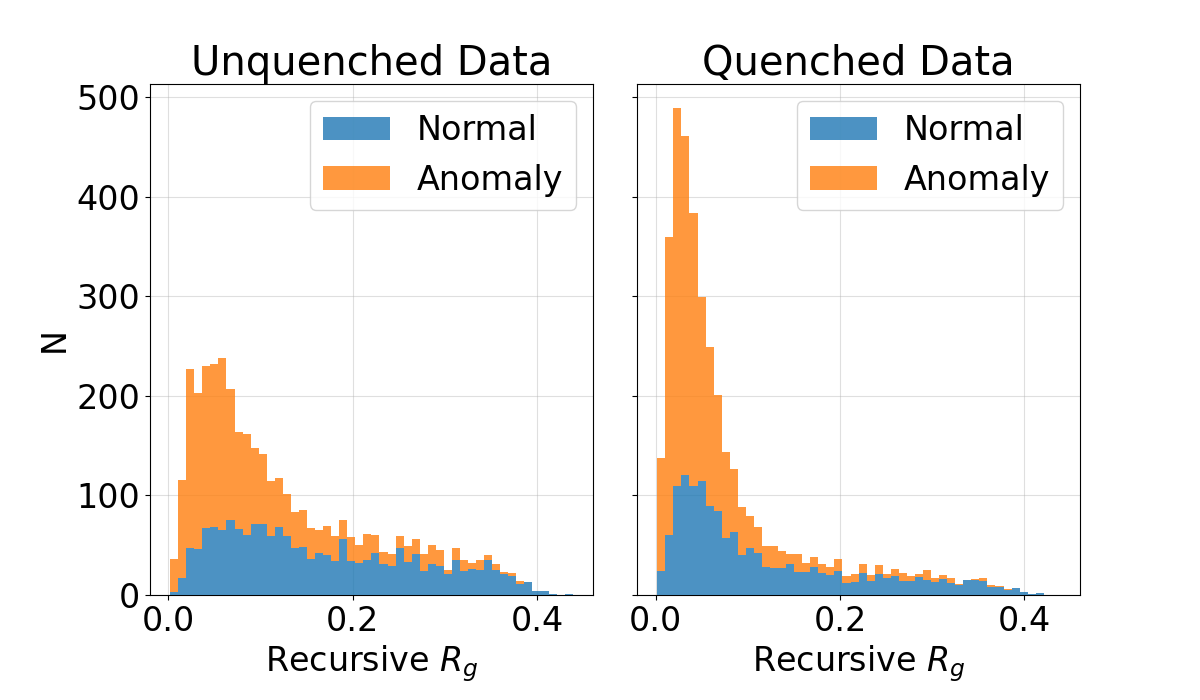 Unquenched Data
Quenched Data
500
400
300
200
100
0
N
Normal
Anomaly
Normal
Anomaly
0.0 0.2 0.4
0.0 0.2 0.4
Recursive $R_g$
Recursive $R_g$